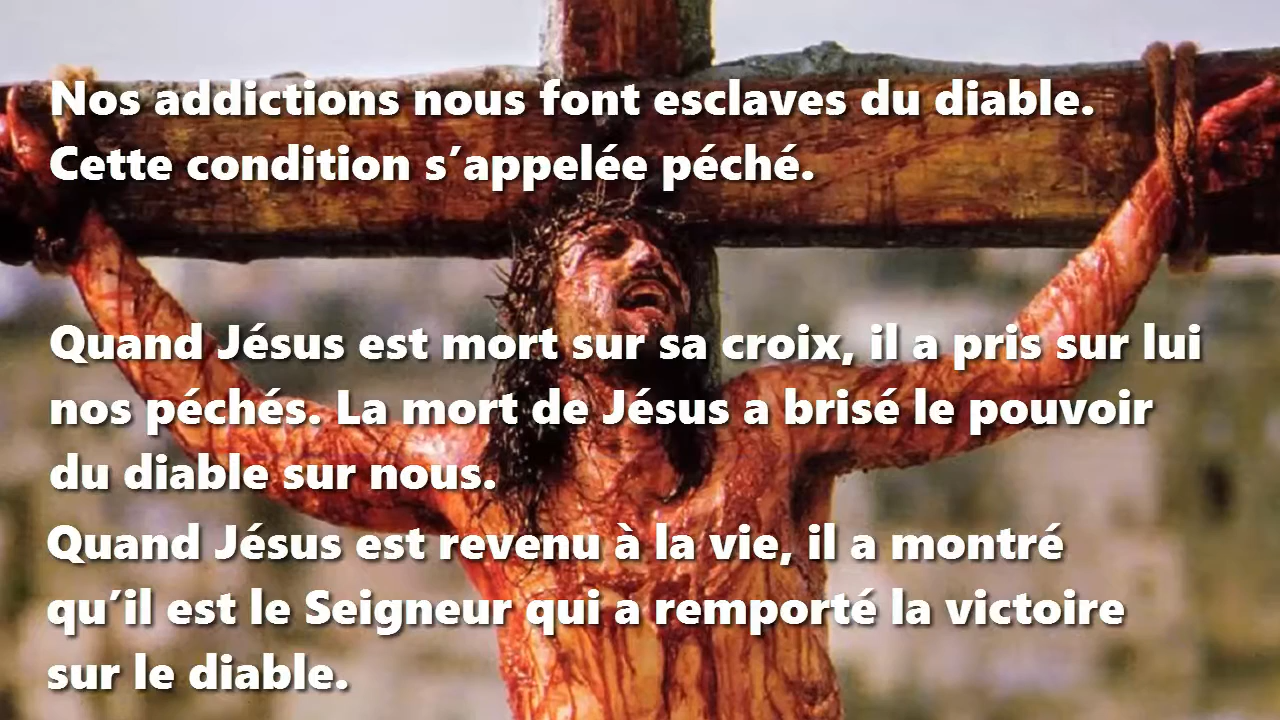 Nos addictions nous font esclaves du diable.
Cette condition s’appelée péché.
Quand Jésus est mort sur sa croix, il a pris sur lui
nos péchés. La mort de Jésus a brisé le pouvoir
du diable sur nous.
Quand Jésus est revenu à la vie, il a montré
qu’il est le Seigneur qui a remporté la victoire
sur le diable.